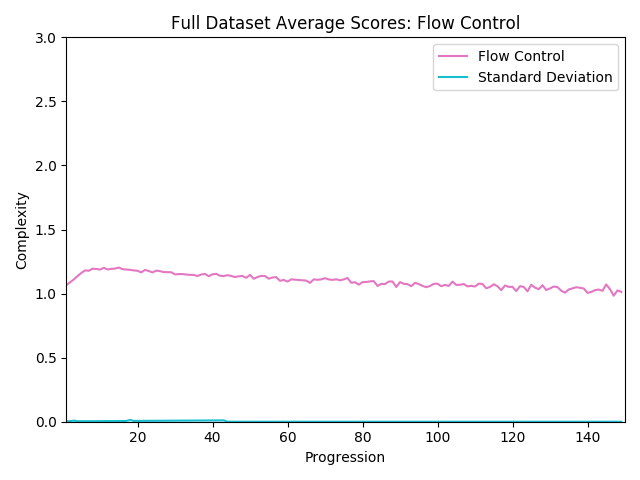 Full Dataset Average Scores: Flow Control
3.0
2.5
2.0
1.5
1.0
0.5
0.0
Complexity
Flow Control
Standard Deviation
20 40 60 80 100 120 140
Progression